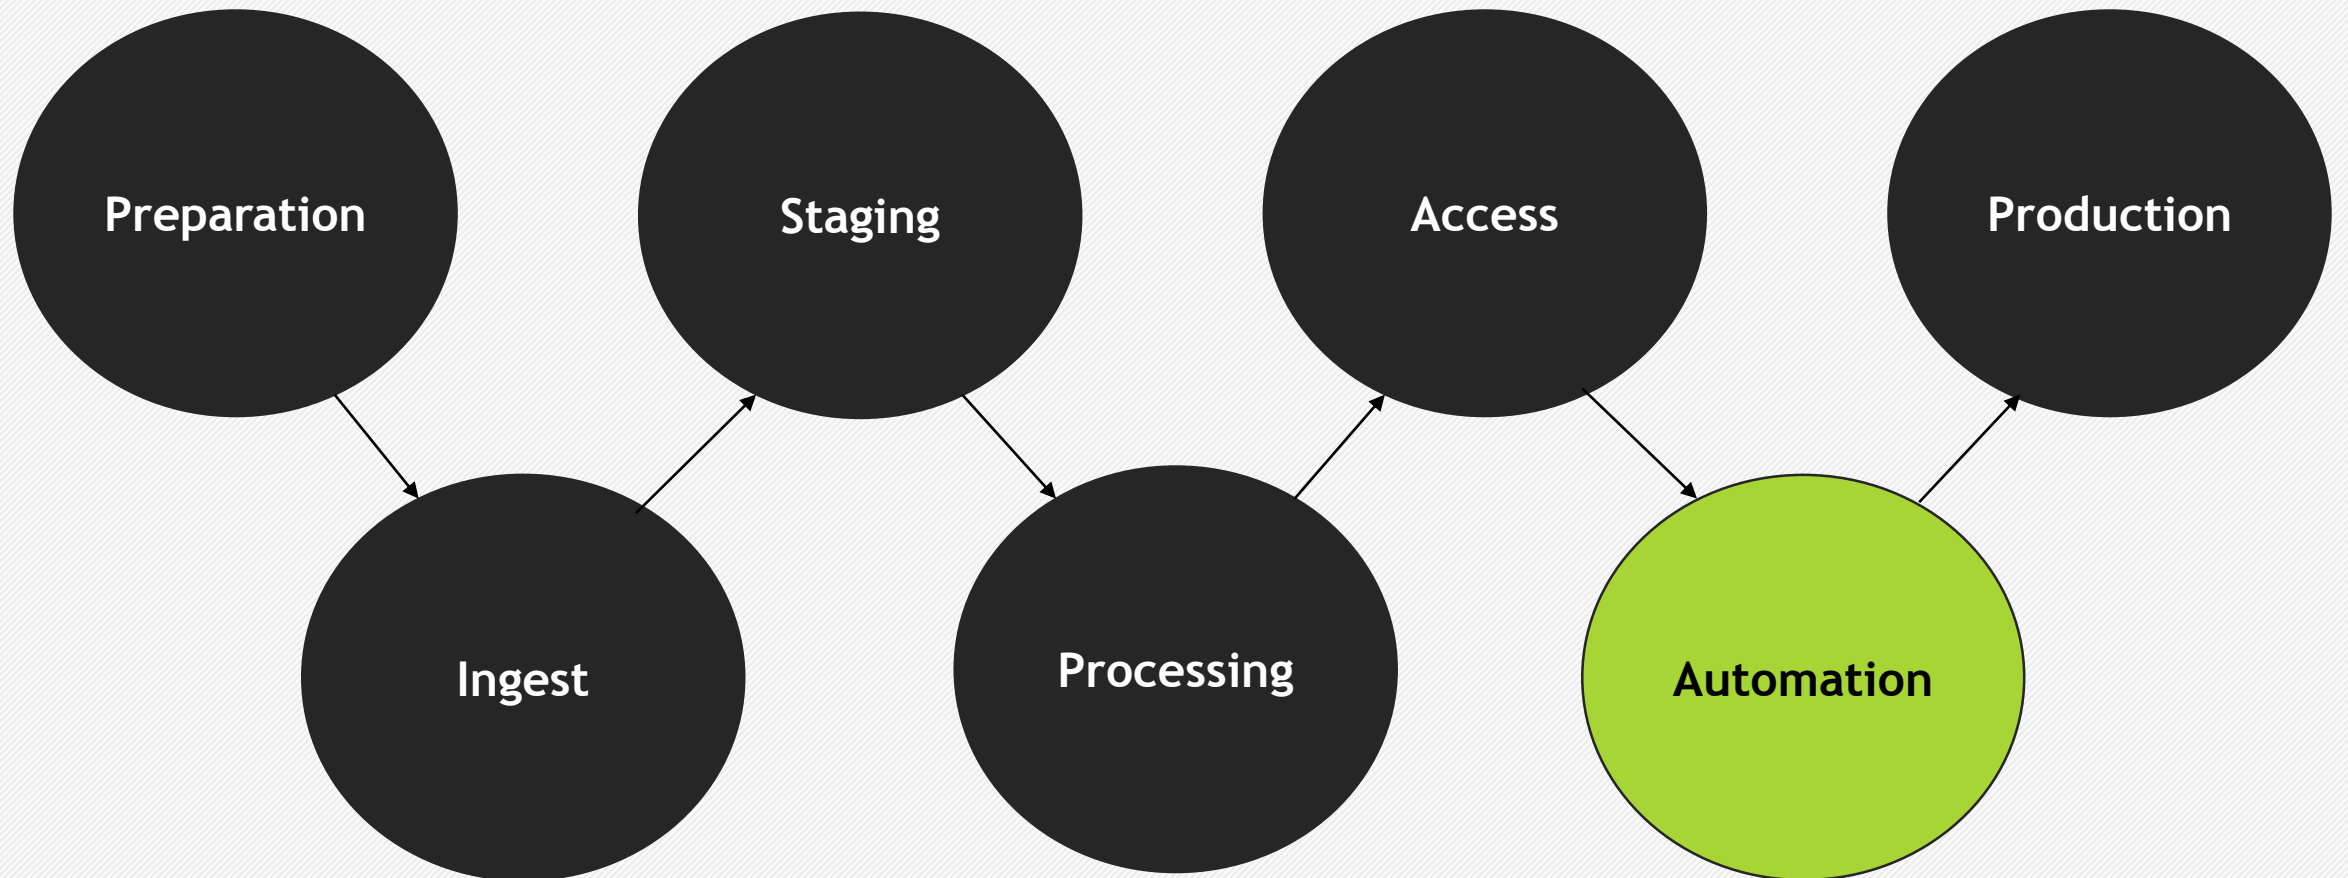 Preparation
Ingest
Staging
Processing
Access
Automation
Production